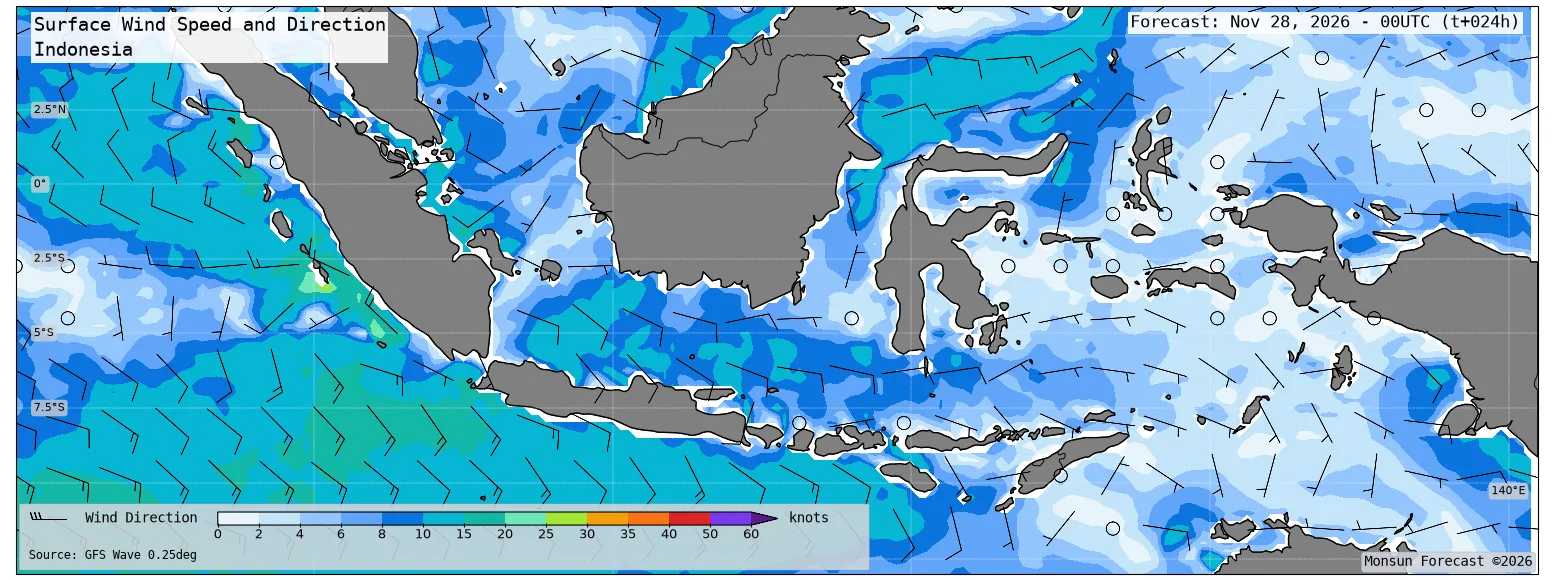 Surface Wind Speed and Direction
Indonesia
Forecast: Nov 28, 2026 - 00UTC (t+024h)
2.5°N
0°
2.5°S
5°S
7.5°S
140°E
Wind Direction
0 2 4 6 8 10 15 20 25 30 35 40 50 60
knots
Source: GFS Wave 0.25deg
Monsun Forecast ©2026